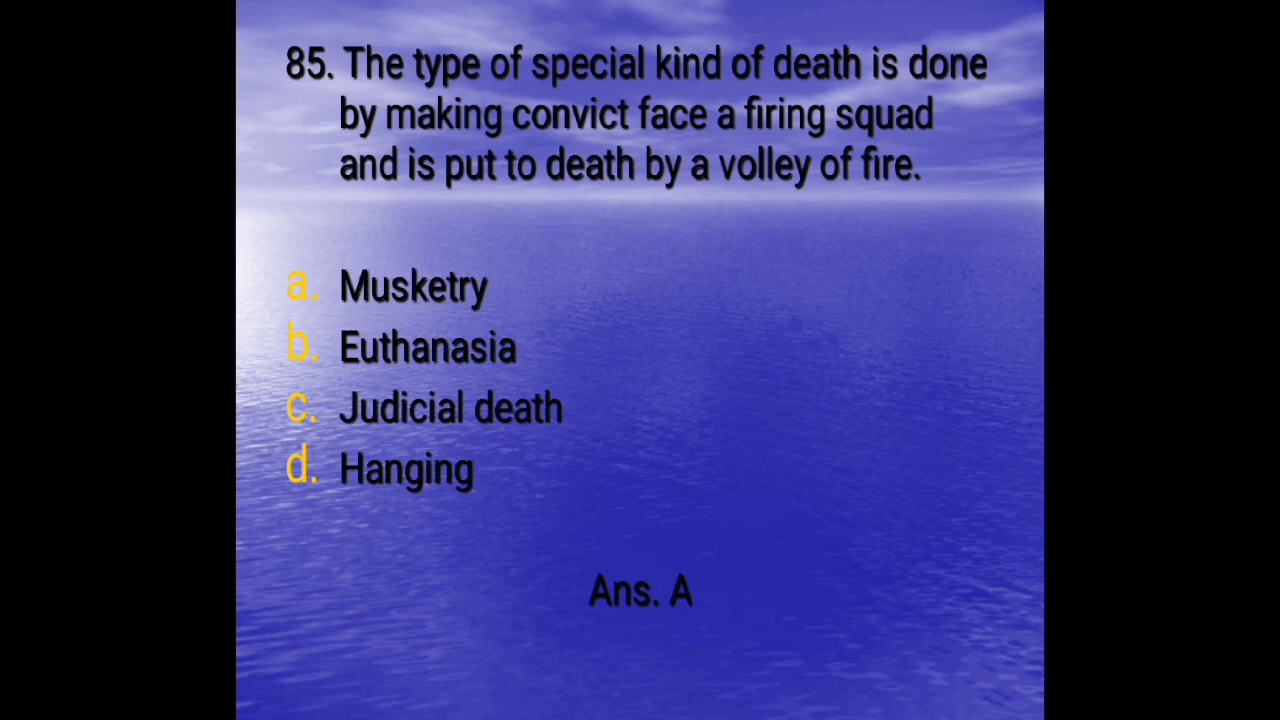 85. The type of special kind of death is done
by making convict face a firing squad
and is put to death by a volley of fire.
a. Musketry
b. Euthanasia
c. Judicial death
d. Hanging
Ans. A